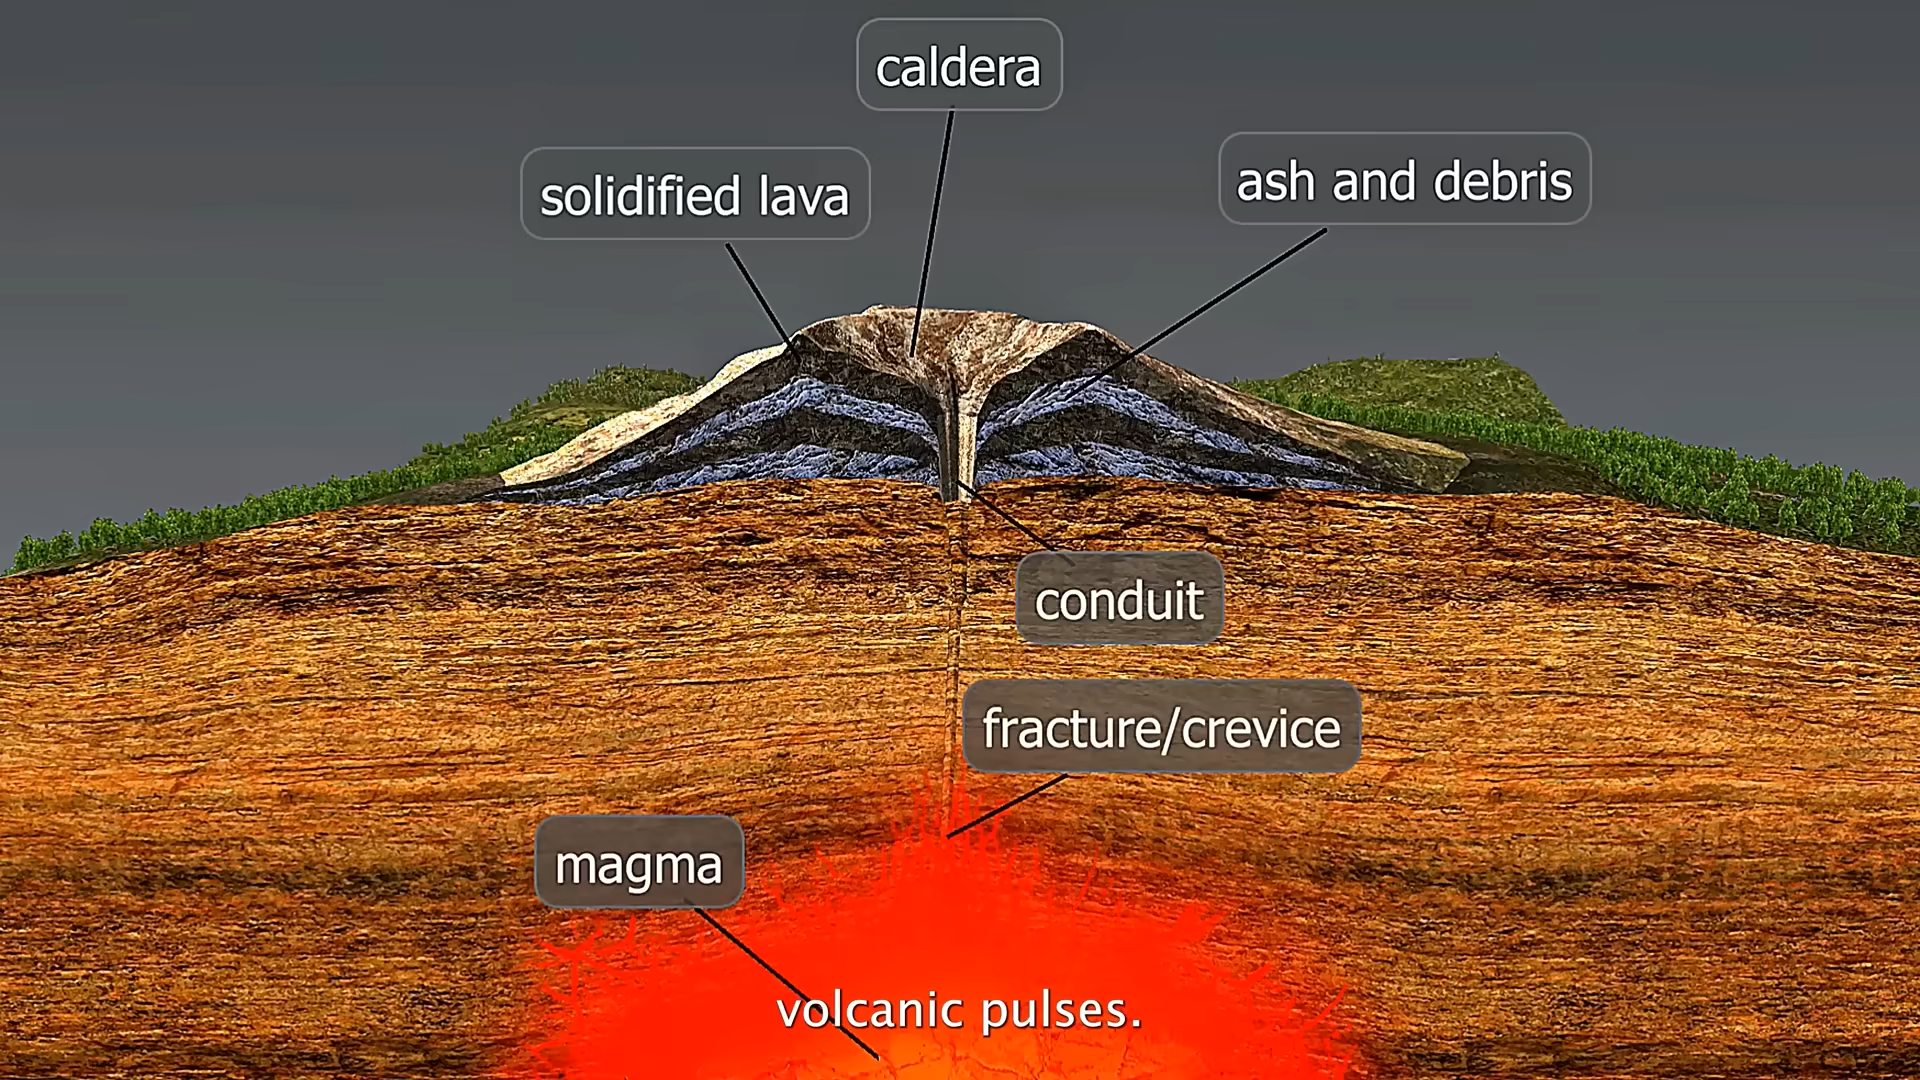 caldera
solidified lava
ash and debris
conduit
fracture/crevice
magma
volcanic pulses.